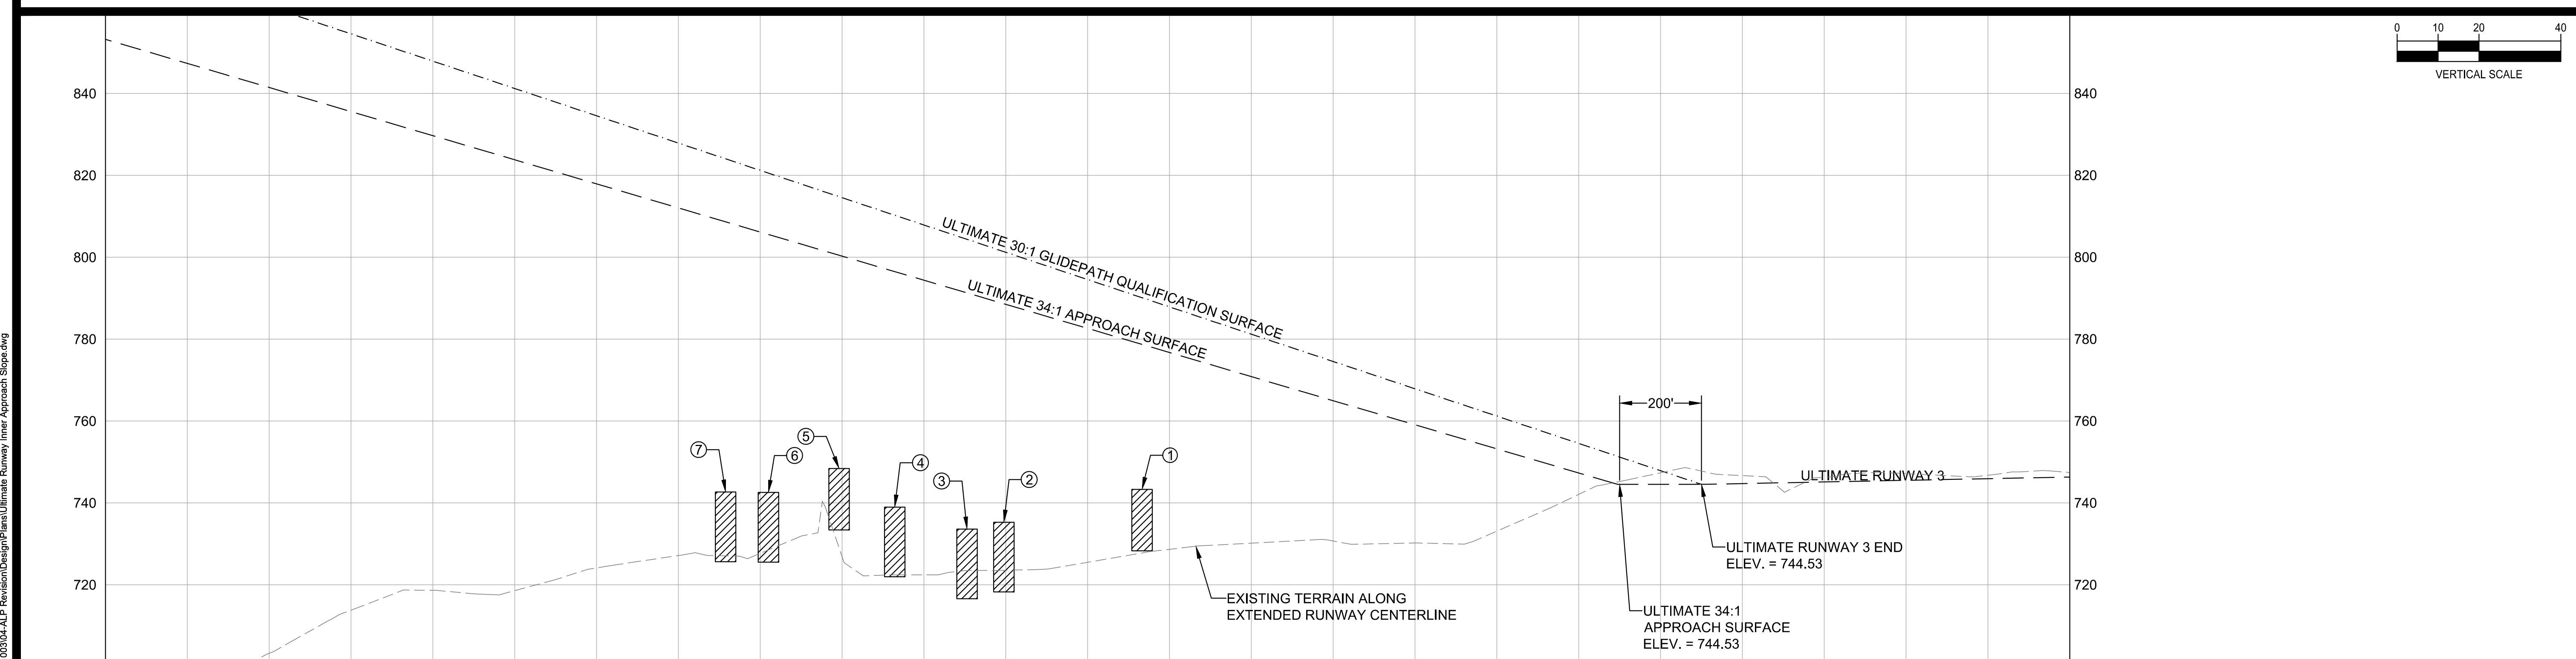 0 10 20 40
VERTICAL SCALE
840 840
820 820
800 800
780 780
760 760
740 740
720 720
ULTIMATE 30:1 GLIDEPATH QUALIFICATION SURFACE
ULTIMATE 34:1 APPROACH SURFACE
200'
7
6
5
4
3
2
1
ULTIMATE RUNWAY 3
ULTIMATE RUNWAY 3 END
ELEV. = 744.53
EXISTING TERRAIN ALONG
EXTENDED RUNWAY CENTERLINE
ULTIMATE 34:1
APPROACH SURFACE
ELEV. = 744.53
003\04-ALP Revision\Design\Plans\Ultimate Runway Inner Approach Slope.dwg